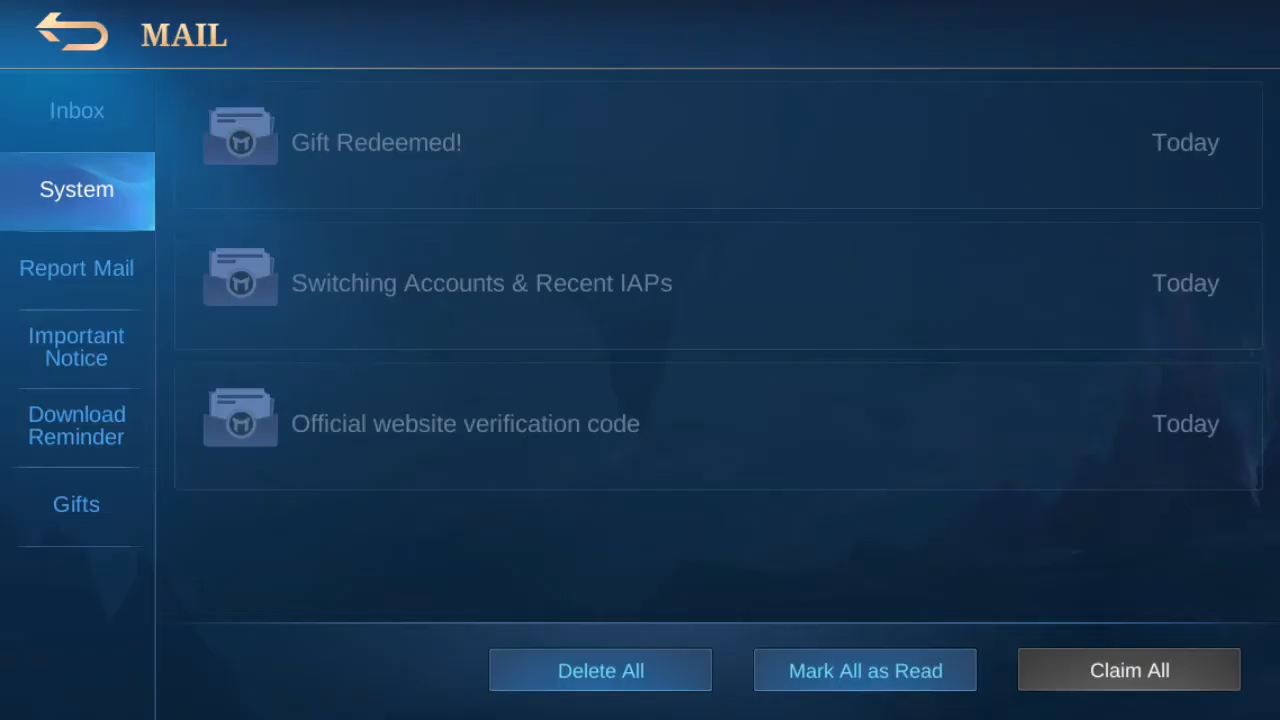 MAIL
Inbox
System
Report Mail
Important
Notice
Download
Reminder
Gifts
Gift Redeemed!
Today
Switching Accounts & Recent IAPs
Today
Official website verification code
Today
Delete All
Mark All as Read
Claim All